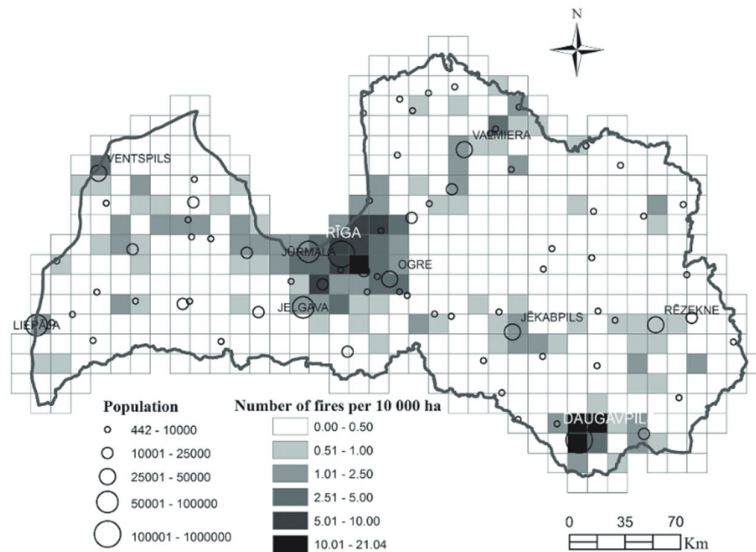 N
VENTSPILS
VALMIERA
RĪGA
JŪRMALA
OGRE
JELGAVA
LIEPĀJA
JĒKABPILS
RĒZEKNE
DAUGAVPIL
Population
442 - 10000
10001 - 25000
25001 - 50000
50001 - 100000
100001 - 1000000
Number of fires per 10 000 ha
0.00 - 0.50
0.51 - 1.00
1.01 - 2.50
2.51 - 5.00
5.01 - 10.00
10.01 - 21.04
0 35 70
Km